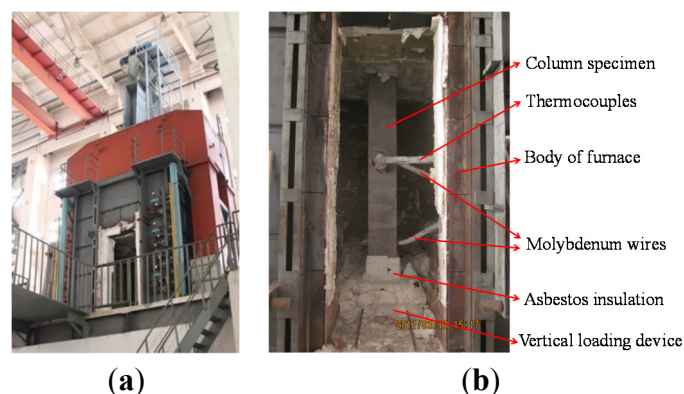 Column specimen
Thermocouples
Body of furnace
Molybdenum wires
Asbestos insulation
Vertical loading device
(a)
(b)